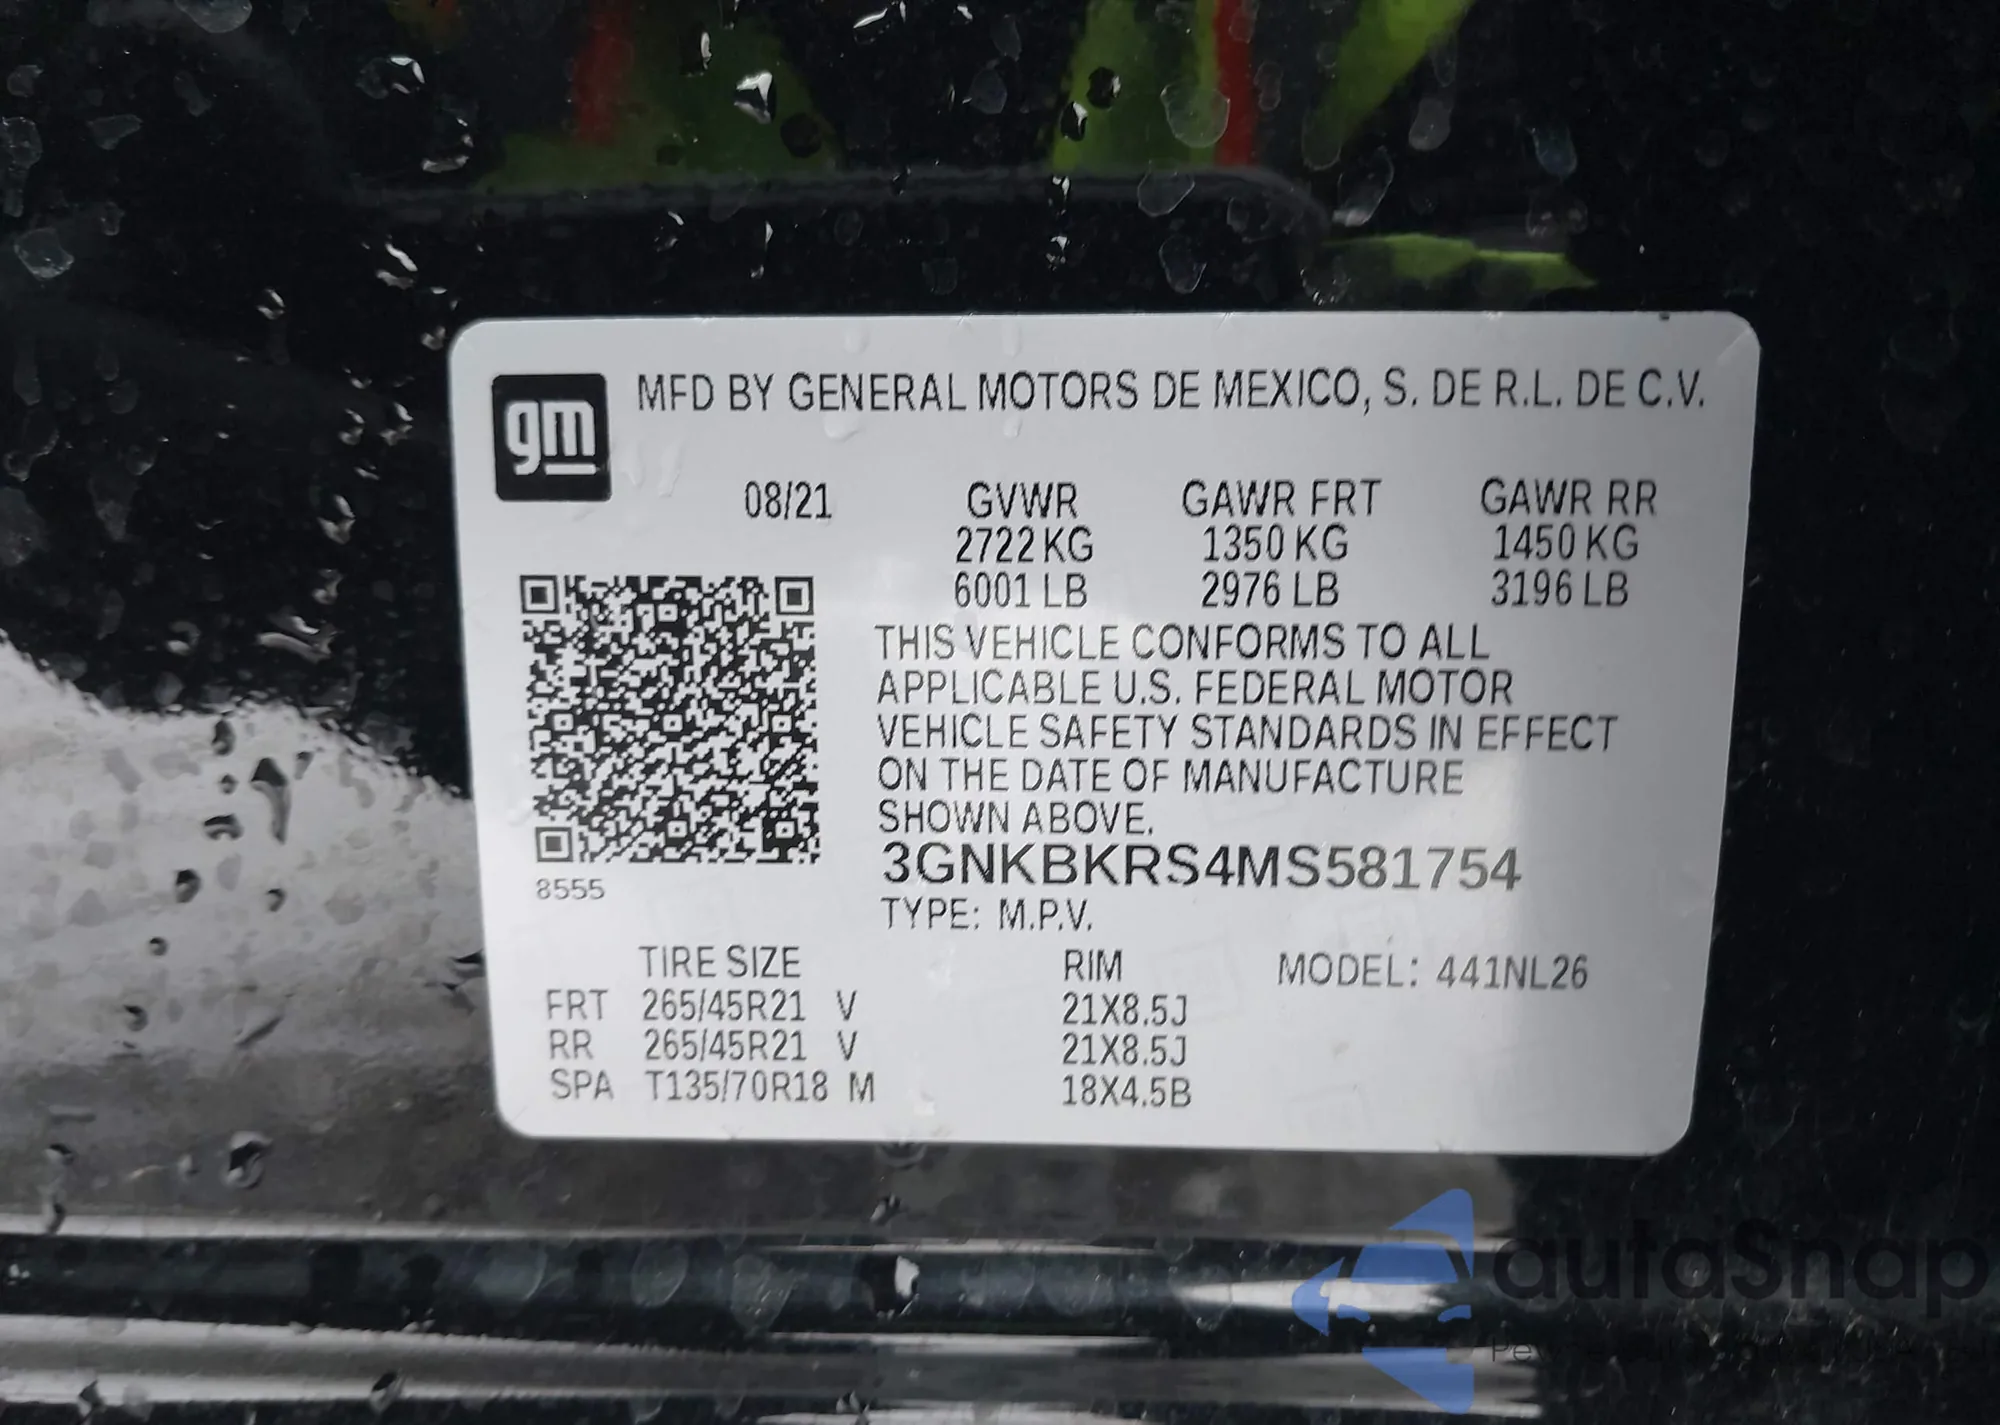 gm
MFD BY GENERAL MOTORS DE MEXICO, S. DE R.L. DE C.V.
08/21 GVWR GAWR FRT GAWR RR
2722 KG 1350 KG 1450 KG
6001 LB 2976 LB 3196 LB
THIS VEHICLE CONFORMS TO ALL
APPLICABLE U.S. FEDERAL MOTOR
VEHICLE SAFETY STANDARDS IN EFFECT
ON THE DATE OF MANUFACTURE
SHOWN ABOVE.
3GNKBKRS4MS581754
8555
TYPE: M.P.V.
TIRE SIZE RIM MODEL: 441NL26
FRT 265/45R21 V 21X8.5J
RR 265/45R21 V 21X8.5J
SPA T135/70R18 M 18X4.5B
autaSnap